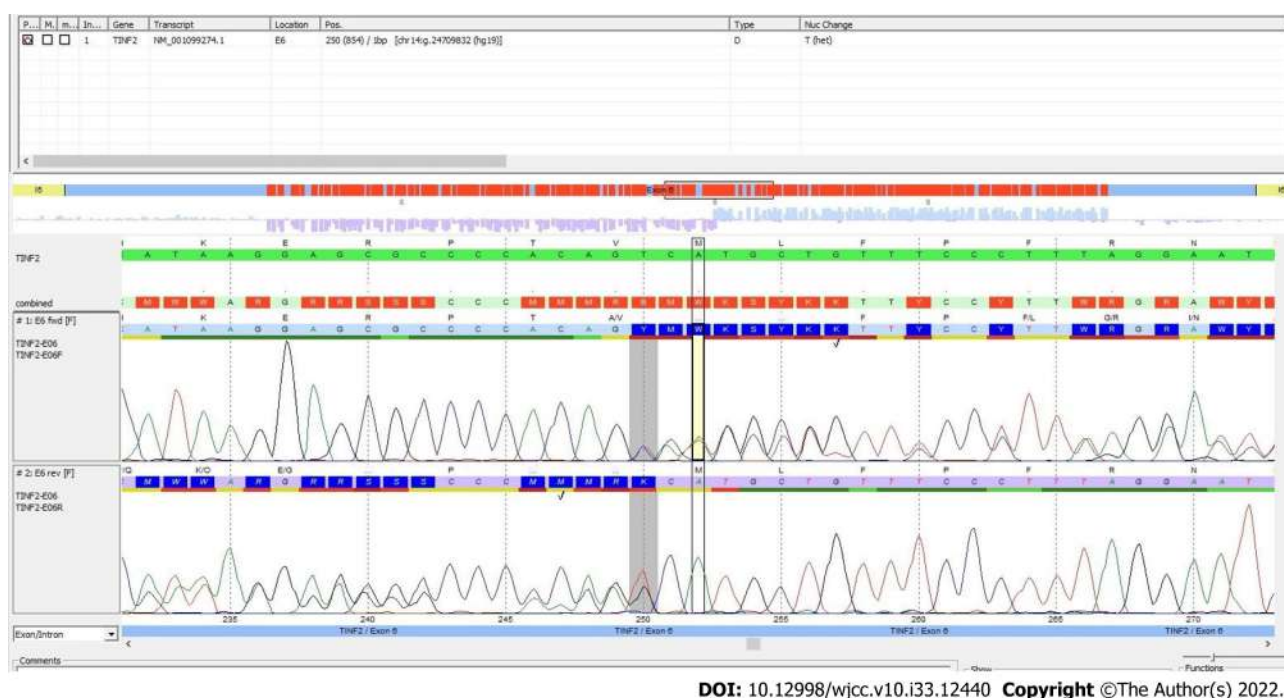 P... M. m... In... Gene Transcript Location Pos. Type Nuc Change
1 TINF2 NM_001099274.1 E6 250 (854) / 1bp [chr14:g.24709832 (hg19)] D T (het)
I6 Exon 6 I6
K E R P T V M L F P F R N
TINF2 A T A A G G A G C G C C C C A C A G T C A T G C T G T T T C C C T T T A G G A A T
combined M W W A R G R R S S S C C C M M M R K M W K S Y K K T T Y C C Y T T W R G R A W Y
# 1: E6 fwd [F] K E R P T A/V F P F/L G/R I/N
A T A A G G A G C G C C C C A C A G Y M W K S Y K K T T Y C C Y T T W R G R A W Y
TINF2-E06
TINF2-E06F
# 2: E6 rev [F] K/O E/G P M L F P F R N
M W W A R G R R S S S C C C M M M R K C A T G C T G T T T C C C T T T A G G A A T
TINF2-E06
TINF2-E06R
235 240 245 250 255 260 265 270
Exon/Intron TINF2 / Exon 6 TINF2 / Exon 6 TINF2 / Exon 6 TINF2 / Exon 6
Comments Show Functions
DOI: 10.12998/wjcc.v10.i33.12440 Copyright ©The Author(s) 2022.